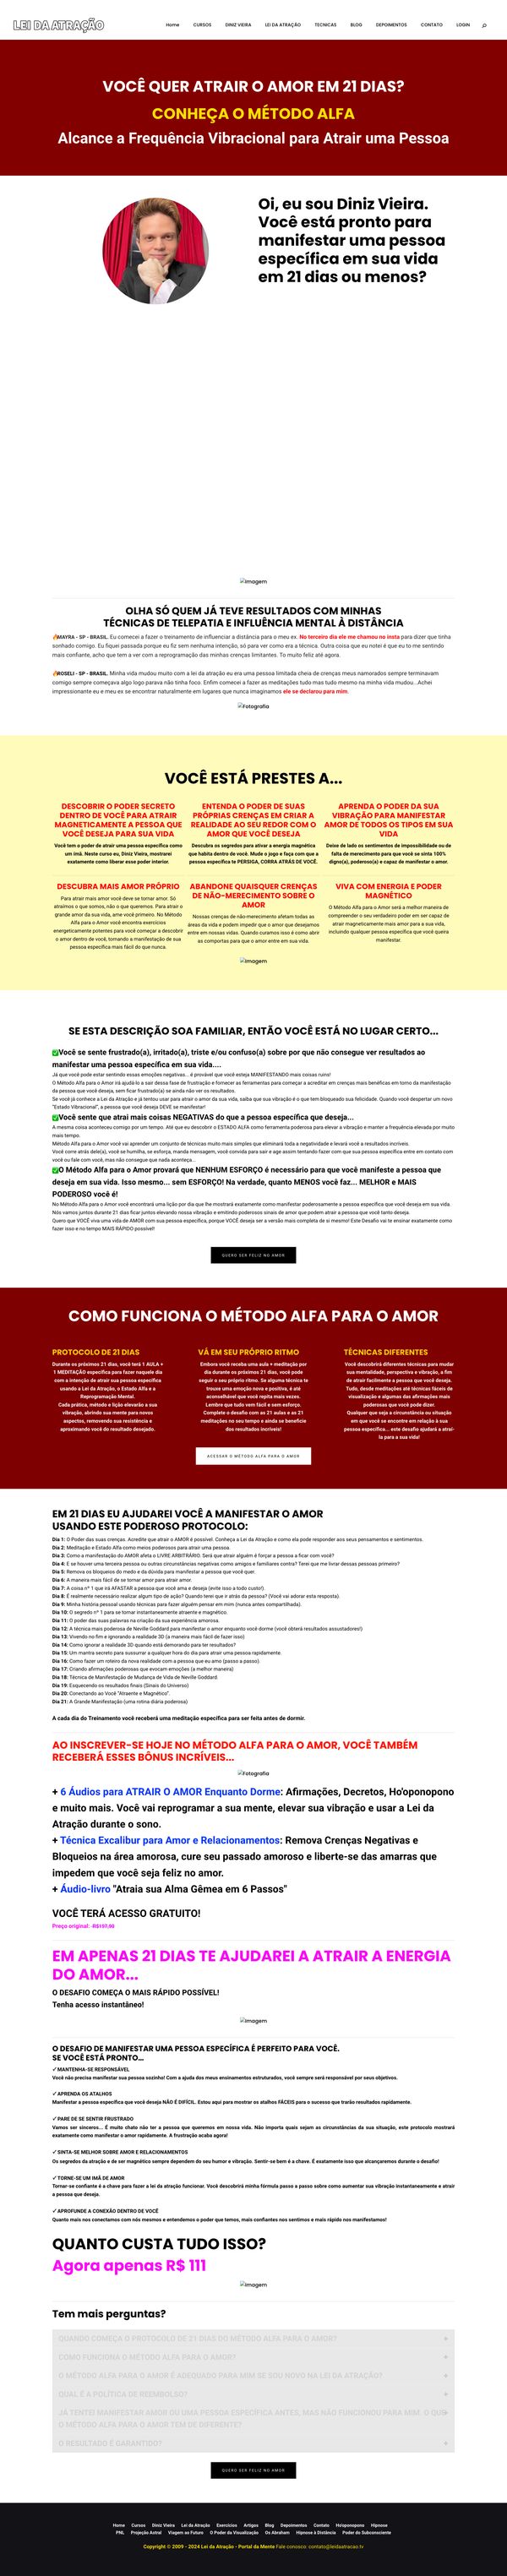 LEI DA ATRAÇÃO
Home CURSOS DINIZ VIEIRA LEI DA ATRAÇÃO TECNICAS BLOG DEPOIMENTOS CONTATO LOGIN
VOCÊ QUER ATRAIR O AMOR EM 21 DIAS?
CONHEÇA O MÉTODO ALFA
Alcance a Frequência Vibracional para Atrair uma Pessoa
Oi, eu sou Diniz Vieira.
Você está pronto para
manifestar uma pessoa
específica em sua vida
em 21 dias ou menos?
imagem
OLHA SÓ QUEM JÁ TEVE RESULTADOS COM MINHAS
TÉCNICAS DE TELEPATIA E INFLUÊNCIA MENTAL À DISTÂNCIA
🔥MAYRA - SP - BRASIL. Eu comecei a fazer o treinamento de influenciar a distância para o meu ex. No terceiro dia ele me chamou no insta para dizer que tinha
sonhado comigo. Eu fiquei passada porque eu fiz sem nenhuma intenção, só para ver como era a técnica. Outra coisa que eu notei é que eu to me sentindo
mais confiante, acho que tem a ver com a reprogramação das minhas crenças limitantes. To muito feliz até agora.
🔥ROSELI - SP - BRASIL. Minha vida mudou muito com a lei da atração eu era uma pessoa limitada cheia de crenças meus namorados sempre terminavam
comigo sempre começava algo logo parava não tinha foco. Enfim comecei a fazer as meditações tudo mas tudo mesmo na minha vida mudou ..Achei
impressionante eu e meu ex se encontrar naturalmente em lugares que nunca imaginamos ele se declarou para mim.
Fotografia
VOCÊ ESTÁ PRESTES A...
DESCOBRIR O PODER SECRETO
DENTRO DE VOCÊ PARA ATRAIR
MAGNETICAMENTE A PESSOA QUE
VOCÊ DESEJA PARA SUA VIDA
Você tem o poder de atrair uma pessoa específica como
um imã. Neste curso eu, Diniz Vieira, mostrarei
exatamente como liberar esse poder interior.
ENTENDA O PODER DE SUAS
PRÓPRIAS CRENÇAS EM CRIAR A
REALIDADE AO SEU REDOR COM O
AMOR QUE VOCÊ DESEJA
Descubra os segredos para ativar a energia magnética
que habita dentro de você. Mude o jogo e faça com que a
pessoa específica te PERSIGA, CORRA ATRÁS DE VOCÊ.
APRENDA O PODER DA SUA
VIBRAÇÃO PARA MANIFESTAR
AMOR DE TODOS OS TIPOS EM SUA
VIDA
Deixe de lado os sentimentos de impossibilidade ou de
falta de merecimento para que você se sinta 100%
digno(a), poderoso(a) e capaz de manifestar o amor.
DESCUBRA MAIS AMOR PRÓPRIO
Para atrair mais amor você deve se tornar amor. Só
atraímos o que somos, não o que queremos. Para atrair o
grande amor da sua vida, ame você primeiro. No Método
Alfa para o Amor você encontra exercícios
energeticamente potentes para você começar a descobrir
o amor dentro de você, tornando a manifestação de sua
pessoa específica mais fácil do que nunca.
ABANDONE QUAISQUER CRENÇAS
DE NÃO-MERECIMENTO SOBRE O
AMOR
Nossas crenças de não-merecimento afetam todas as
áreas da vida e podem impedir que o amor que desejamos
entre em nossas vidas. Quando curamos isso é como abrir
as comportas para que o amor entre em sua vida.
VIVA COM ENERGIA E PODER
MAGNÉTICO
O Método Alfa para o Amor será a melhor maneira de
compreender o seu verdadeiro poder em ser capaz de
atrair magneticamente mais amor para a sua vida,
incluindo qualquer pessoa específica que você queira
manifestar.
imagem
SE ESTA DESCRIÇÃO SOA FAMILIAR, ENTÃO VOCÊ ESTÁ NO LUGAR CERTO...
✅Você se sente frustrado(a), irritado(a), triste e/ou confuso(a) sobre por que não consegue ver resultados ao
manifestar uma pessoa específica em sua vida....
Já que você pode estar sentindo essas emoções negativas... é provável que você esteja MANIFESTANDO mais coisas ruins!
O Método Alfa para o Amor irá ajudá-lo a sair dessa fase de frustração e fornecer as ferramentas para começar a acreditar em crenças mais benéficas em torno da manifestação
da pessoa que você deseja, sem ficar frustrado(a) se ainda não ver os resultados.
Se você já conhece a Lei da Atração e já tentou usar para atrair o amor da sua vida, saiba que sua vibração é o que tem bloqueado sua felicidade. Quando você despertar um novo
"Estado Vibracional", a pessoa que você deseja DEVE se manifestar!
✅Você sente que atrai mais coisas NEGATIVAS do que a pessoa específica que deseja...
A mesma coisa aconteceu comigo por um tempo. Até que eu descobrir o ESTADO ALFA como ferramenta poderosa para elevar a vibração e manter a frequência elevada por muito
mais tempo.
Método Alfa para o Amor você vai aprender um conjunto de técnicas muito mais simples que eliminará toda a negatividade e levará você a resultados incríveis.
Você corre atrás dele(a), você se humilha, se esforça, manda mensagem, você convida para sair e age assim tentando fazer com que sua pessoa específica entre em contato com
você ou fale com você, mas não consegue que nada aconteça...
✅O Método Alfa para o Amor provará que NENHUM ESFORÇO é necessário para que você manifeste a pessoa que
deseja em sua vida. Isso mesmo... sem ESFORÇO! Na verdade, quanto MENOS você faz... MELHOR e MAIS
PODEROSO você é!
No Método Alfa para o Amor você encontrará uma lição por dia que lhe mostrará exatamente como manifestar poderosamente a pessoa específica que você deseja em sua vida.
Nós vamos juntos durante 21 dias ficar juntos elevando nossa vibração e emitindo poderosos sinais de amor que podem atrair a pessoa que você tanto deseja.
Quero que VOCÊ viva uma vida de AMOR com sua pessoa específica, porque VOCÊ deseja ser a versão mais completa de si mesmo! Este Desafio vai te ensinar exatamente como
fazer isso e no tempo MAIS RÁPIDO possível!
QUERO SER FELIZ NO AMOR
COMO FUNCIONA O MÉTODO ALFA PARA O AMOR
PROTOCOLO DE 21 DIAS
Durante os próximos 21 dias, você terá 1 AULA +
1 MEDITAÇÃO específica para fazer naquele dia
com a intenção de atrair sua pessoa específica
usando a Lei da Atração, o Estado Alfa e a
Reprogramação Mental.
Cada prática, método e lição elevarão a sua
vibração, abrindo sua mente para novos
aspectos, removendo sua resistência e
aproximando você do resultado desejado.
VÁ EM SEU PRÓPRIO RITMO
Embora você receba uma aula + meditação por
dia durante os próximos 21 dias, você pode
seguir o seu próprio ritmo. Se alguma técnica te
trouxe uma emoção nova e positiva, é até
aconselhável que você repita mais vezes.
Lembre que tudo vem fácil e sem esforço.
Complete o desafio com as 21 aulas e as 21
meditações no seu tempo e ainda se beneficie
dos resultados incríveis!
TÉCNICAS DIFERENTES
Você descobrirá diferentes técnicas para mudar
sua mentalidade, perspectiva e vibração, a fim
de atrair facilmente a pessoa que você deseja.
Tudo, desde meditações até técnicas fáceis de
visualização e algumas das afirmações mais
poderosas que você pode dizer.
Qualquer que seja a circunstância ou situação
em que você se encontre em relação à sua
pessoa específica... este desafio ajudará a atraí-
la para a sua vida!
ACESSAR O MÉTODO ALFA PARA O AMOR
EM 21 DIAS EU AJUDAREI VOCÊ A MANIFESTAR O AMOR
USANDO ESTE PODEROSO PROTOCOLO:
Dia 1: O Poder das suas crenças. Acredite que atrair o AMOR é possível. Conheça a Lei da Atração e como ela pode responder aos seus pensamentos e sentimentos.
Dia 2: Meditação e Estado Alfa como meios poderosos para atrair uma pessoa.
Dia 3: Como a manifestação do AMOR afeta o LIVRE ARBITRÁRIO. Será que atrair alguém é forçar a pessoa a ficar com você?
Dia 4: E se houver uma terceira pessoa ou outras circunstâncias negativas como amigos e familiares contra? Terei que me livrar dessas pessoas primeiro?
Dia 5: Remova os bloqueios do medo e da dúvida para manifestar a pessoa que você quer.
Dia 6: A maneira mais fácil de se tornar amor para atrair amor.
Dia 7: A coisa nº 1 que irá AFASTAR a pessoa que você ama e deseja (evite isso a todo custo!).
Dia 8: É realmente necessário realizar algum tipo de ação? Quando terei que ir atrás da pessoa? (Você vai adorar esta resposta).
Dia 9: Minha história pessoal usando técnicas para fazer alguém pensar em mim (nunca antes compartilhada).
Dia 10: O segredo nº 1 para se tornar instantaneamente atraente e magnético.
Dia 11: O poder das suas palavras na criação da sua experiência amorosa.
Dia 12: A técnica mais poderosa de Neville Goddard para manifestar o amor enquanto você dorme (você obterá resultados assustadores!)
Dia 13: Vivendo no fim e ignorando a realidade 3D (a maneira mais fácil de fazer isso)
Dia 14: Como ignorar a realidade 3D quando está demorando para ter resultados?
Dia 15: Um mantra secreto para sussurrar a qualquer hora do dia para atrair uma pessoa rapidamente.
Dia 16: Como fazer um roteiro da nova realidade com a pessoa que eu amo (passo a passo).
Dia 17: Criando afirmações poderosas que evocam emoções (a melhor maneira)
Dia 18: Técnica de Manifestação de Mudança de Vida de Neville Goddard.
Dia 19: Esquecendo os resultados finais (Sinais do Universo)
Dia 20: Conectando ao Você "Atraente e Magnético".
Dia 21: A Grande Manifestação (uma rotina diária poderosa)
A cada dia do Treinamento você receberá uma meditação específica para ser feita antes de dormir.
AO INSCREVER-SE HOJE NO MÉTODO ALFA PARA O AMOR, VOCÊ TAMBÉM
RECEBERÁ ESSES BÔNUS INCRÍVEIS...
Fotografia
+ 6 Áudios para ATRAIR O AMOR Enquanto Dorme: Afirmações, Decretos, Ho'oponopono
e muito mais. Você vai reprogramar a sua mente, elevar sua vibração e usar a Lei da
Atração durante o sono.
+ Técnica Excalibur para Amor e Relacionamentos: Remova Crenças Negativas e
Bloqueios na área amorosa, cure seu passado amoroso e liberte-se das amarras que
impedem que você seja feliz no amor.
+ Áudio-livro "Atraia sua Alma Gêmea em 6 Passos"
VOCÊ TERÁ ACESSO GRATUITO!
Preço original: R$197,00
EM APENAS 21 DIAS TE AJUDAREI A ATRAIR A ENERGIA
DO AMOR...
O DESAFIO COMEÇA O MAIS RÁPIDO POSSÍVEL!
Tenha acesso instantâneo!
imagem
O DESAFIO DE MANIFESTAR UMA PESSOA ESPECÍFICA É PERFEITO PARA VOCÊ.
SE VOCÊ ESTÁ PRONTO...
✓ MANTENHA-SE RESPONSÁVEL
Você não precisa manifestar sua pessoa sozinho! Com a ajuda dos meus ensinamentos estruturados, você sempre será responsável por seus objetivos.
✓ APRENDA OS ATALHOS
Manifestar a pessoa específica que você deseja NÃO É DIFÍCIL. Estou aqui para mostrar os atalhos FÁCEIS para o sucesso que trarão resultados rapidamente.
✓ PARE DE SE SENTIR FRUSTRADO
Vamos ser sinceros... É muito chato não ter a pessoa que queremos em nossa vida. Não importa quais sejam as circunstâncias da sua situação, este protocolo mostrará
exatamente como manifestar o amor rapidamente. A frustração acaba agora!
✓ SINTA-SE MELHOR SOBRE AMOR E RELACIONAMENTOS
Os segredos da atração e de ser magnético sempre dependem do seu humor e vibração. Sentir-se bem é a chave. É exatamente isso que alcançaremos durante o desafio!
✓ TORNE-SE UM IMÃ DE AMOR
Tornar-se confiante é a chave para fazer a lei da atração funcionar. Você descobrirá minha fórmula passo a passo sobre como aumentar sua vibração instantaneamente e atrair
a pessoa que deseja.
✓ APROFUNDE A CONEXÃO DENTRO DE VOCÊ
Quanto mais nos conectamos com nós mesmos e entendemos o poder que temos, mais confiantes nos sentimos e mais rápido nos manifestamos!
QUANTO CUSTA TUDO ISSO?
Agora apenas R$ 111
imagem
Tem mais perguntas?
QUANDO COMEÇA O PROTOCOLO DE 21 DIAS DO MÉTODO ALFA PARA O AMOR? +
COMO FUNCIONA O MÉTODO ALFA PARA O AMOR? +
O MÉTODO ALFA PARA O AMOR É ADEQUADO PARA MIM SE SOU NOVO NA LEI DA ATRAÇÃO? +
QUAL É A POLÍTICA DE REEMBOLSO? +
JÁ TENTEI MANIFESTAR AMOR OU UMA PESSOA ESPECÍFICA ANTES, MAS NÃO FUNCIONOU PARA MIM. O QUE +
O MÉTODO ALFA PARA O AMOR TEM DE DIFERENTE?
O RESULTADO É GARANTIDO? +
QUERO SER FELIZ NO AMOR
Home Cursos Diniz Vieira Lei da Atração Exercícios Artigos Blog Depoimentos Contato Ho'oponopono Hipnose
PNL Projeção Astral Viagem ao Futuro O Poder da Visualização Os Abraham Hipnose à Distância Poder do Subconsciente
Copyright © 2009 - 2024 Lei da Atração - Portal da Mente Fale conosco: contato@leidaatracao.tv